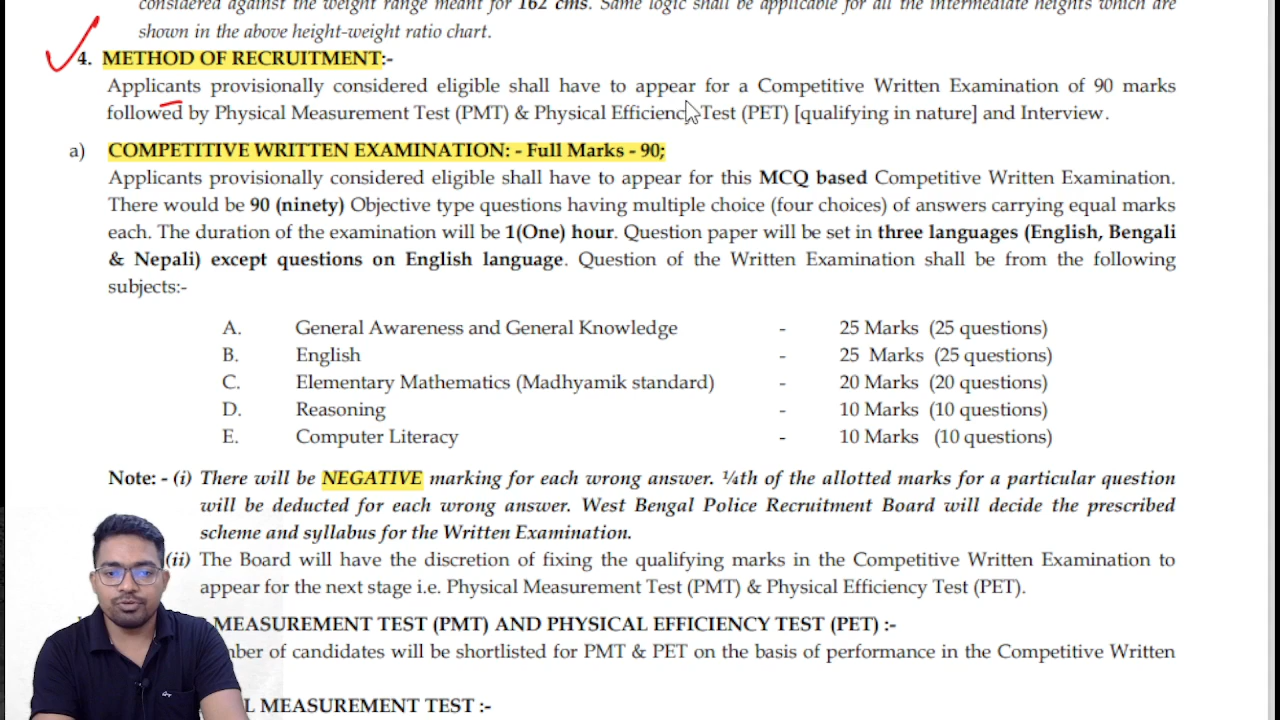 considered against the weight range meant for 162 cms. Same logic shall be applicable for all the intermediate heights which are
shown in the above height-weight ratio chart.
4. METHOD OF RECRUITMENT:-
Applicants provisionally considered eligible shall have to appear for a Competitive Written Examination of 90 marks
followed by Physical Measurement Test (PMT) & Physical Efficiency Test (PET) [qualifying in nature] and Interview.
a) COMPETITIVE WRITTEN EXAMINATION: - Full Marks - 90;
Applicants provisionally considered eligible shall have to appear for this MCQ based Competitive Written Examination.
There would be 90 (ninety) Objective type questions having multiple choice (four choices) of answers carrying equal marks
each. The duration of the examination will be 1(One) hour. Question paper will be set in three languages (English, Bengali
& Nepali) except questions on English language. Question of the Written Examination shall be from the following
subjects:-
A. General Awareness and General Knowledge - 25 Marks (25 questions)
B. English - 25 Marks (25 questions)
C. Elementary Mathematics (Madhyamik standard) - 20 Marks (20 questions)
D. Reasoning - 10 Marks (10 questions)
E. Computer Literacy - 10 Marks (10 questions)
Note: - (i) There will be NEGATIVE marking for each wrong answer. ¼th of the allotted marks for a particular question
will be deducted for each wrong answer. West Bengal Police Recruitment Board will decide the prescribed
scheme and syllabus for the Written Examination.
(ii) The Board will have the discretion of fixing the qualifying marks in the Competitive Written Examination to
appear for the next stage i.e. Physical Measurement Test (PMT) & Physical Efficiency Test (PET).
MEASUREMENT TEST (PMT) AND PHYSICAL EFFICIENCY TEST (PET) :-
of candidates will be shortlisted for PMT & PET on the basis of performance in the Competitive Written
MEASUREMENT TEST :-